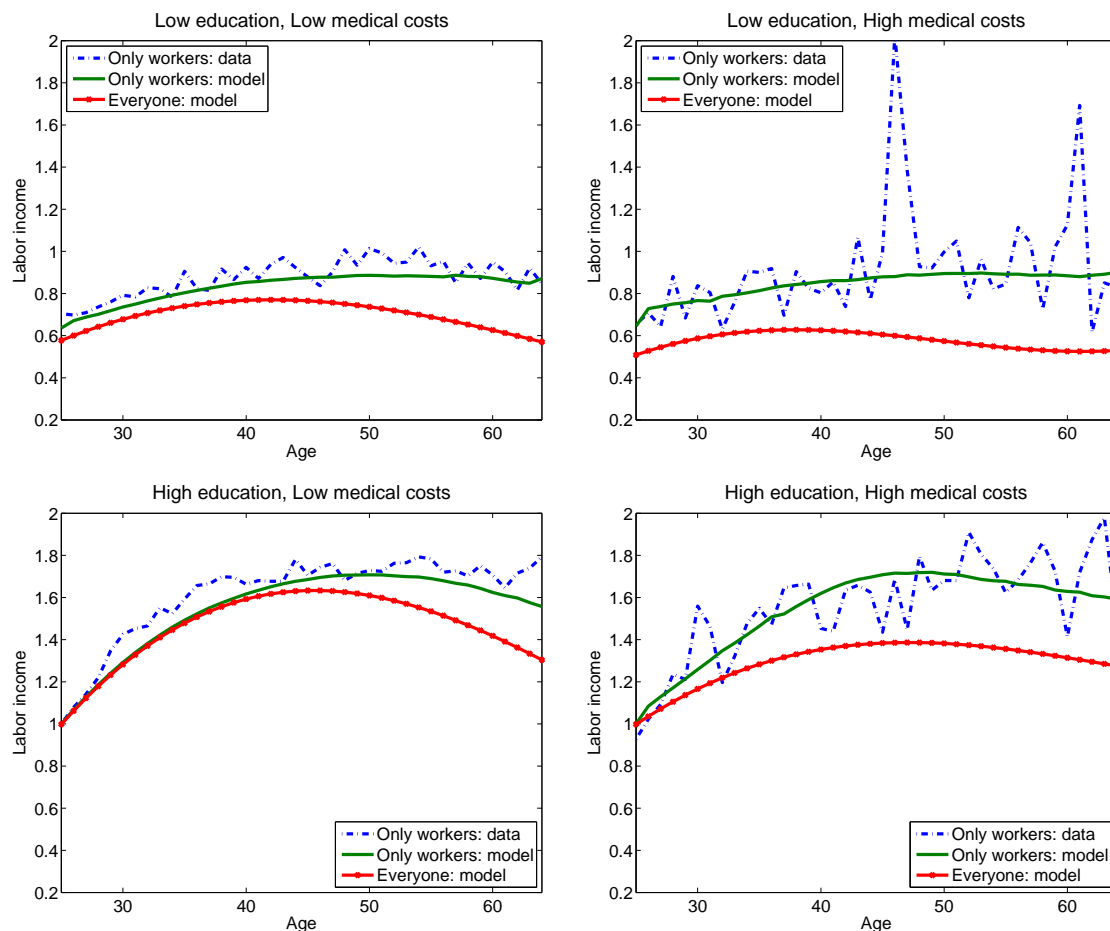 Low education, Low medical costs
2
1.8
1.6
1.4
1.2
1
0.8
0.6
0.4
0.2
Labor income
Only workers: data
Only workers: model
Everyone: model
30
40
50
60
Age
Low education, High medical costs
2
1.8
1.6
1.4
1.2
1
0.8
0.6
0.4
0.2
Labor income
Only workers: data
Only workers: model
Everyone: model
30
40
50
60
Age
High education, Low medical costs
2
1.8
1.6
1.4
1.2
1
0.8
0.6
0.4
0.2
Labor income
Only workers: data
Only workers: model
Everyone: model
30
40
50
60
Age
High education, High medical costs
2
1.8
1.6
1.4
1.2
1
0.8
0.6
0.4
0.2
Labor income
Only workers: data
Only workers: model
Everyone: model
30
40
50
60
Age